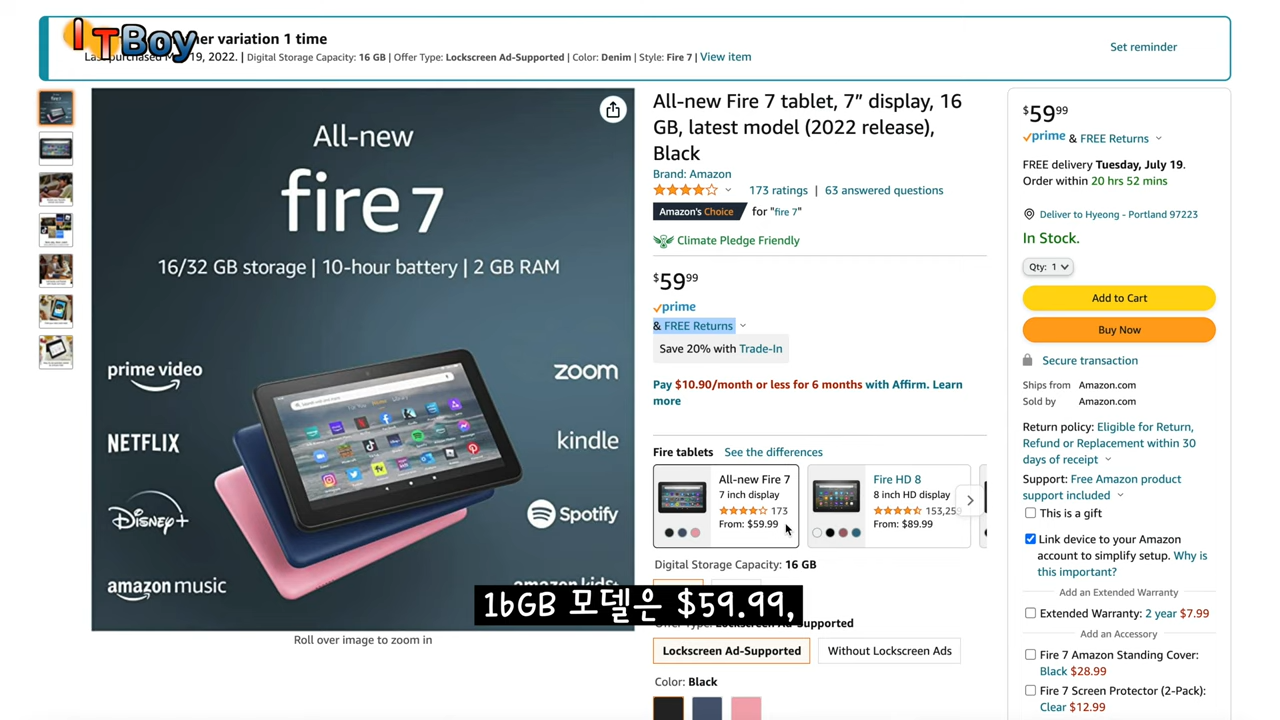 ITBoy
her variation 1 time
19, 2022. | Digital Storage Capacity: 16 GB | Offer Type: Lockscreen Ad-Supported | Color: Denim | Style: Fire 7 | View item
Set reminder
fire 7
All-new
fire 7
16/32 GB storage | 10-hour battery | 2 GB RAM
prime video
zoom
NETFLIX
kindle
Disney+
Spotify
amazon music
amazon kids+
Roll over image to zoom in
All-new Fire 7 tablet, 7” display, 16
GB, latest model (2022 release),
Black
Brand: Amazon
173 ratings | 63 answered questions
Amazon's Choice for "fire 7"
Climate Pledge Friendly
$59 99
prime
& FREE Returns
Save 20% with Trade-In
Pay $10.90/month or less for 6 months with Affirm. Learn
more
Fire tablets See the differences
All-new Fire 7
7 inch display
173
From: $59.99
Fire HD 8
8 inch HD display
153,259
From: $89.99
Digital Storage Capacity: 16 GB
16GB 모델은 $59.99,
Lockscreen Ad-Supported
Lockscreen Ad-Supported
Without Lockscreen Ads
Color: Black
$59 99
prime & FREE Returns
FREE delivery Tuesday, July 19.
Order within 20 hrs 52 mins
Deliver to Hyeong - Portland 97223
In Stock.
Qty: 1
Add to Cart
Buy Now
Secure transaction
Ships from Amazon.com
Sold by Amazon.com
Return policy: Eligible for Return,
Refund or Replacement within 30
days of receipt
Support: Free Amazon product
support included
This is a gift
Link device to your Amazon
account to simplify setup. Why is
this important?
Add an Extended Warranty
Extended Warranty: 2 year $7.99
Add an Accessory
Fire 7 Amazon Standing Cover:
Black $28.99
Fire 7 Screen Protector (2-Pack):
Clear $12.99